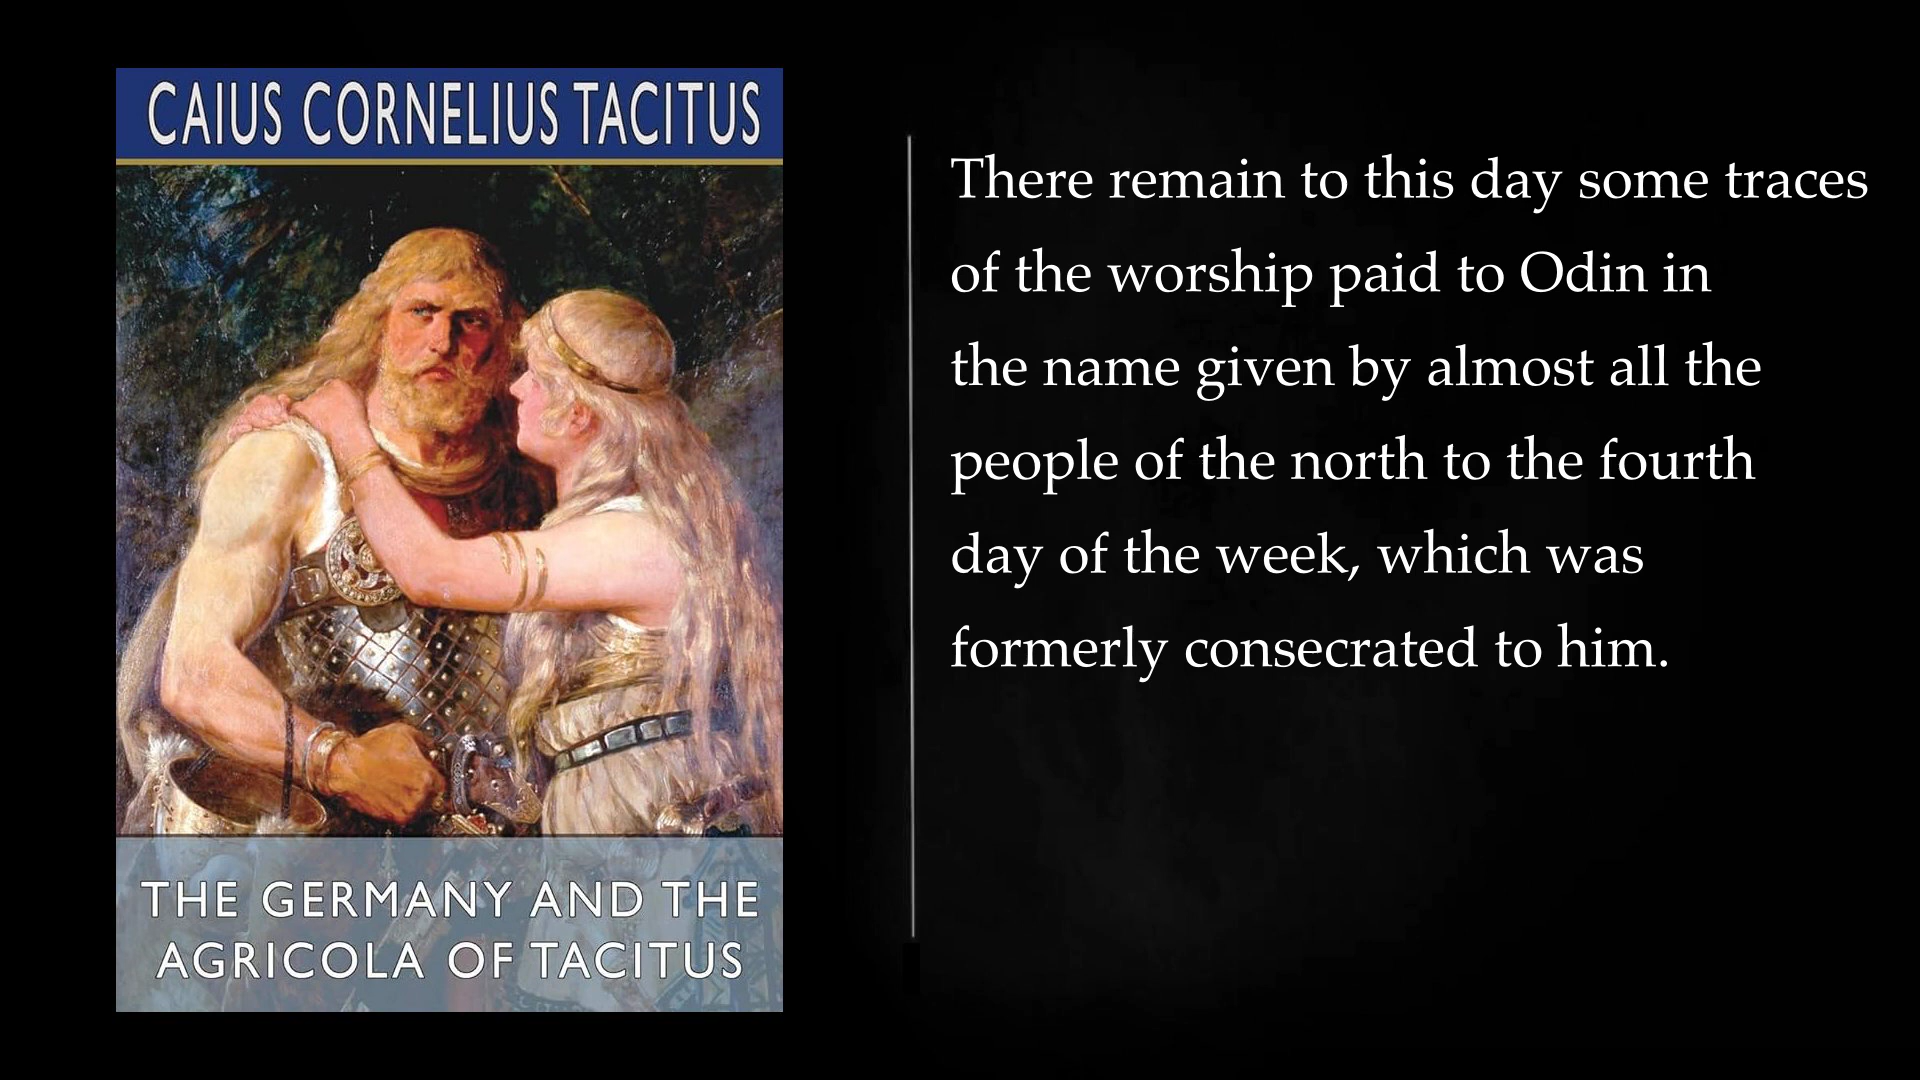 CAIUS CORNELIUS TACITUS
THE GERMANY AND THE
AGRICOLA OF TACITUS
There remain to this day some traces
of the worship paid to Odin in
the name given by almost all the
people of the north to the fourth
day of the week, which was
formerly consecrated to him.